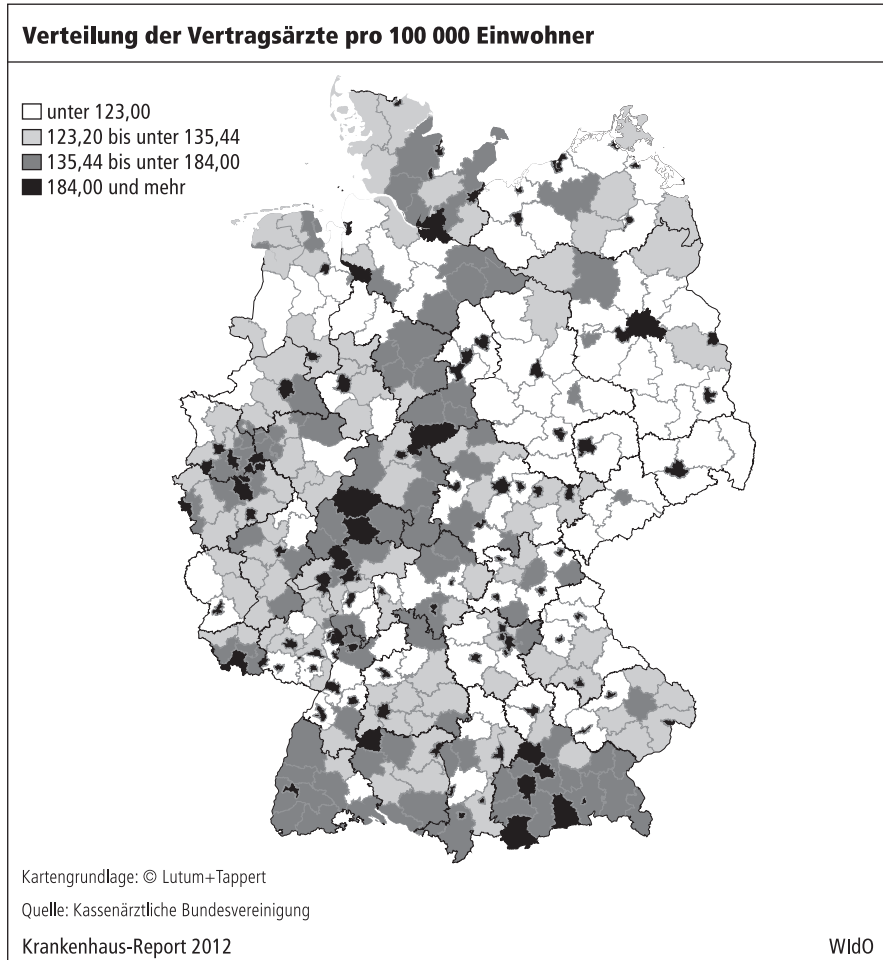 Verteilung der Vertragsärzte pro 100 000 Einwohner
unter 123,00
123,20 bis unter 135,44
135,44 bis unter 184,00
184,00 und mehr
Kartengrundlage: © Lutum+Tappert
Quelle: Kassenärztliche Bundesvereinigung
Krankenhaus-Report 2012 WIdO